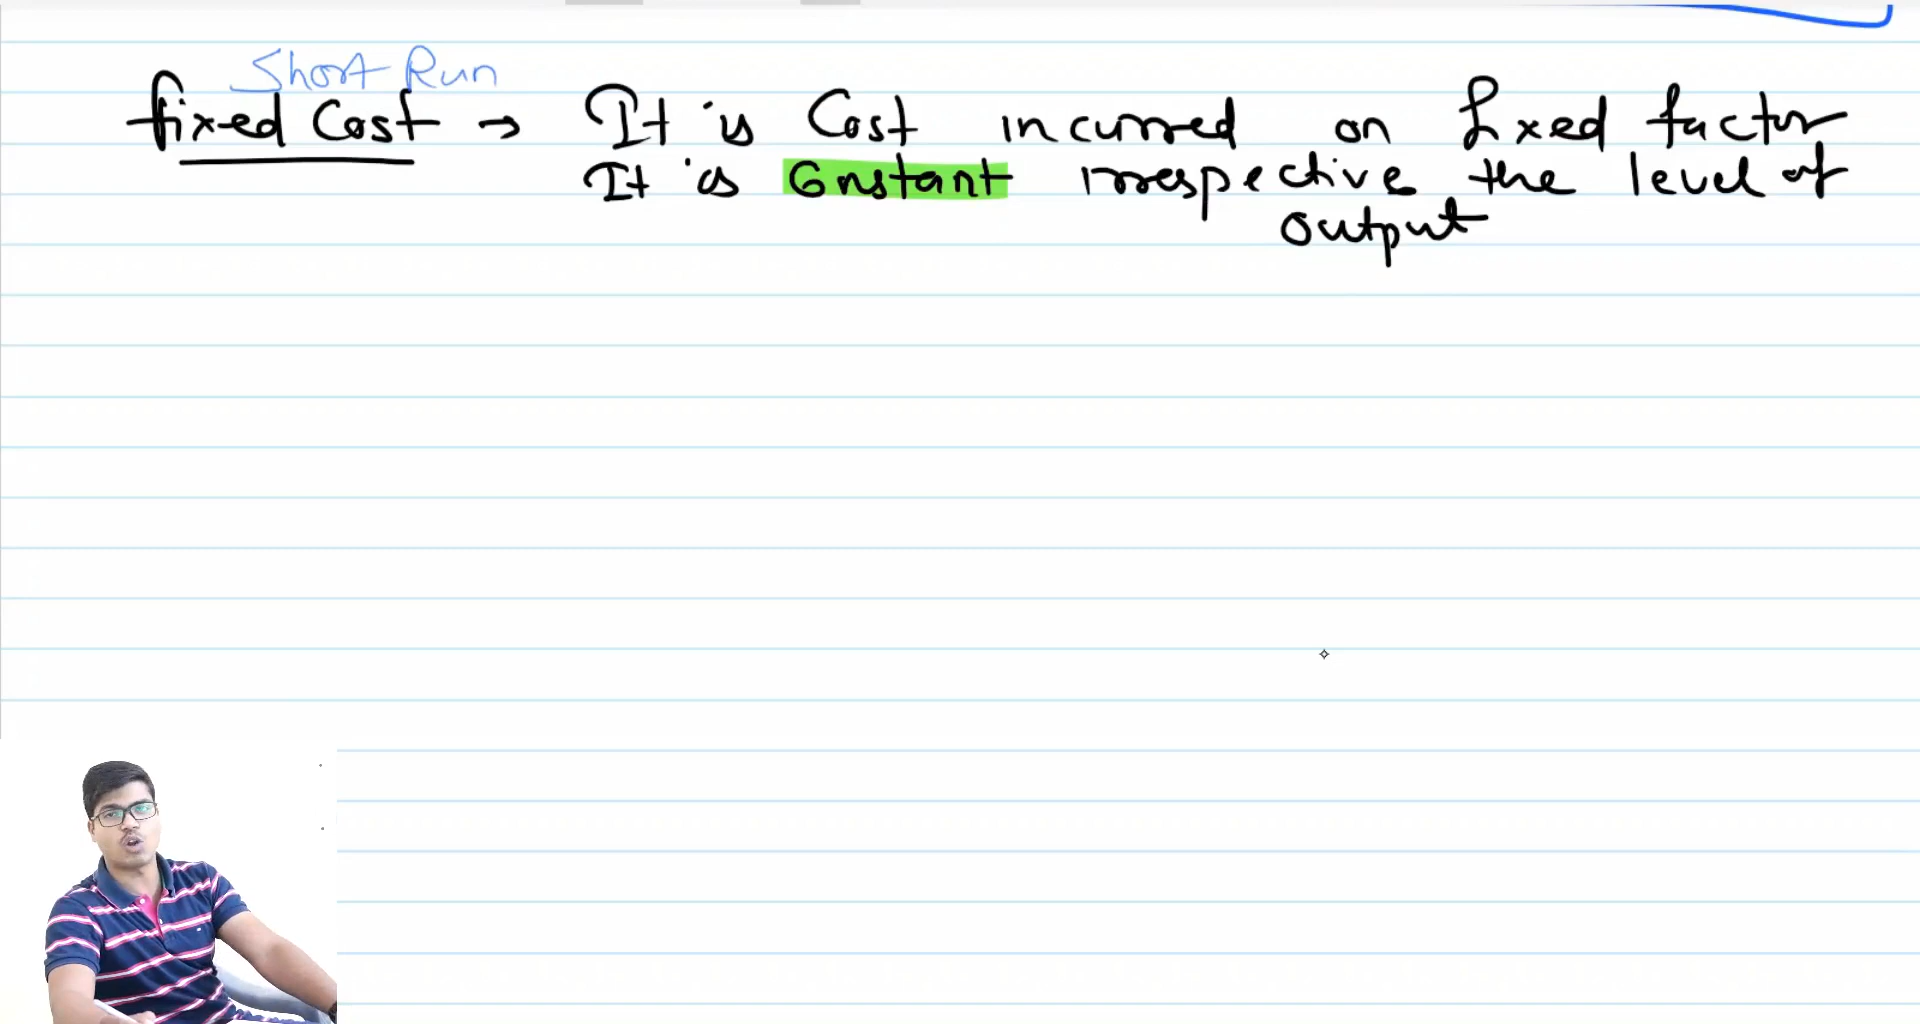 Short Run
fixed Cost → It is Cost incurred on fixed factor
It is Constant irrespective the level of
output